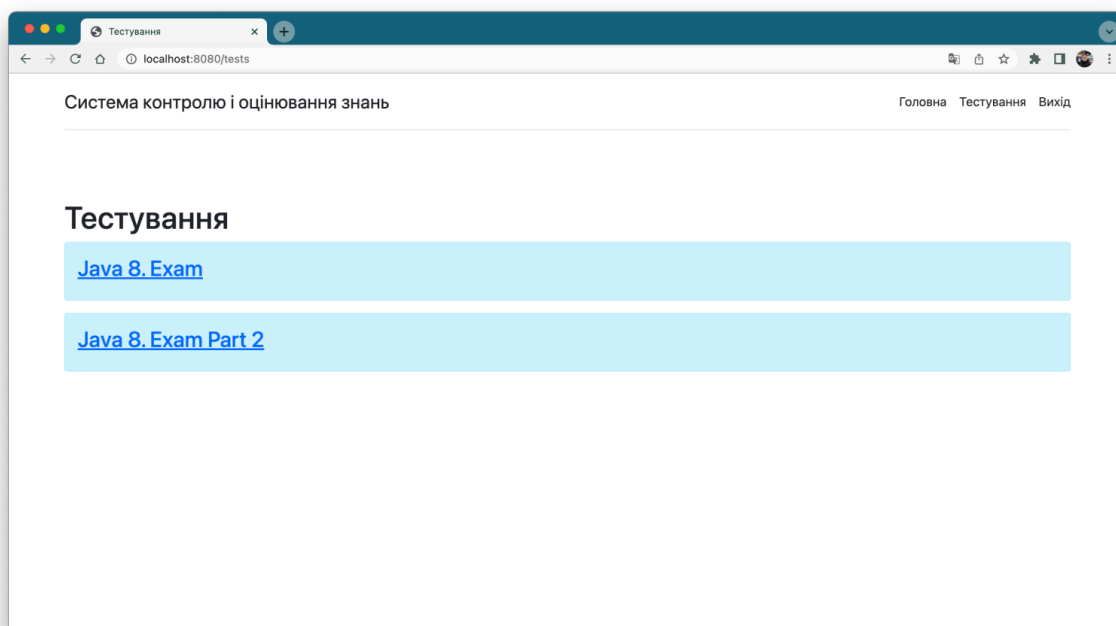 Тестування
localhost:8080/tests
Система контролю і оцінювання знань
Головна Тестування Вихід
Тестування
Java 8. Exam
Java 8. Exam Part 2